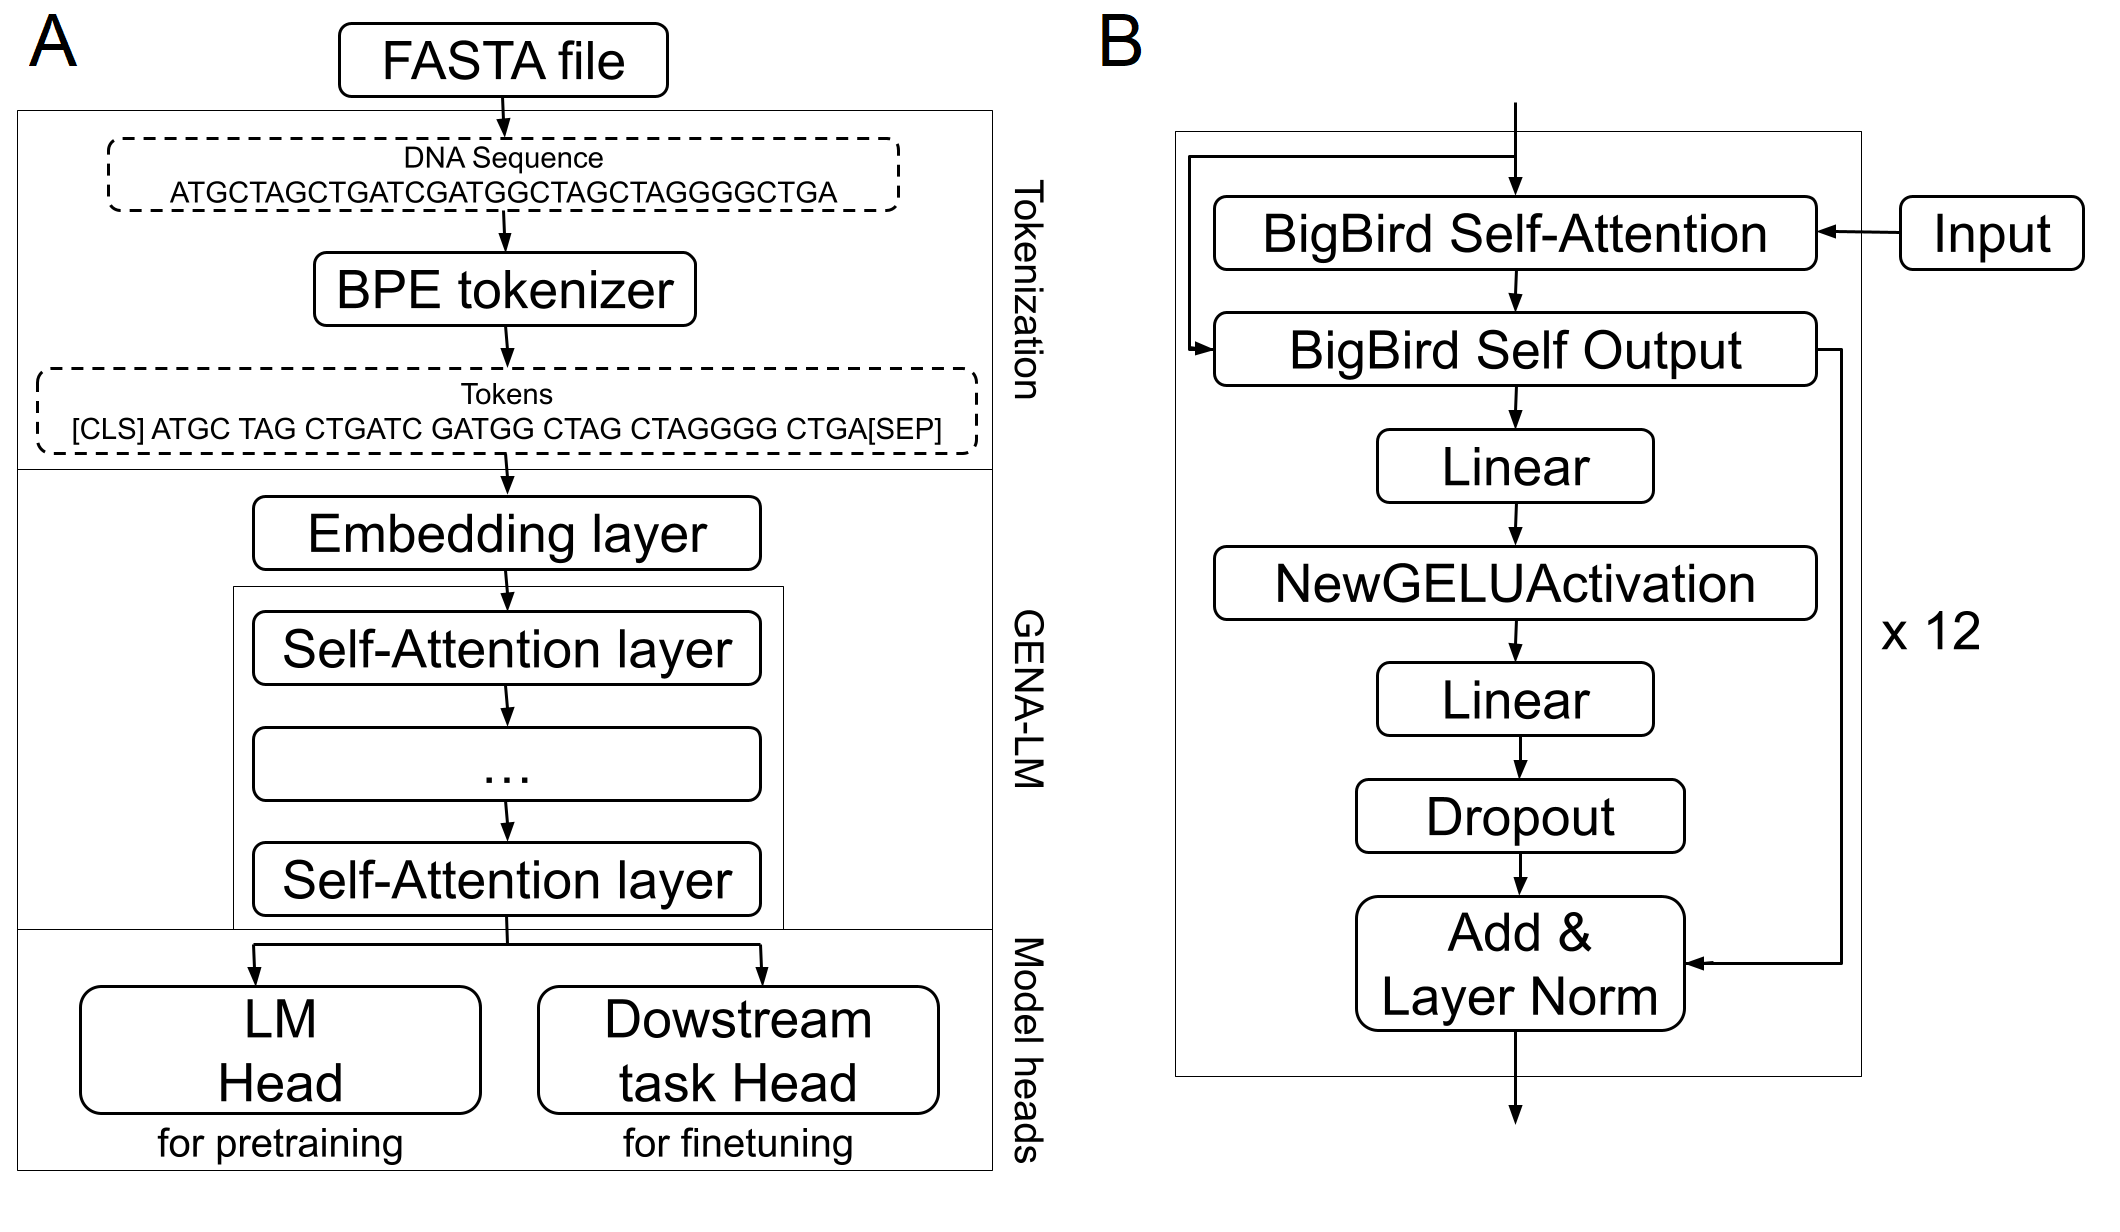 A
FASTA file
DNA Sequence
ATGCTAGCTGATCGATGGCTAGCTAGGGGCTGA
BPE tokenizer
Tokens
[CLS] ATGC TAG CTGATC GATGG CTAG CTAGGGG CTGA[SEP]
Tokenization
Embedding layer
Self-Attention layer
...
Self-Attention layer
GENA-LM
LM
Head
for pretraining
Dowstream
task Head
for finetuning
Model heads
B
BigBird Self-Attention
Input
BigBird Self Output
Linear
NewGELUActivation
x 12
Linear
Dropout
Add &
Layer Norm